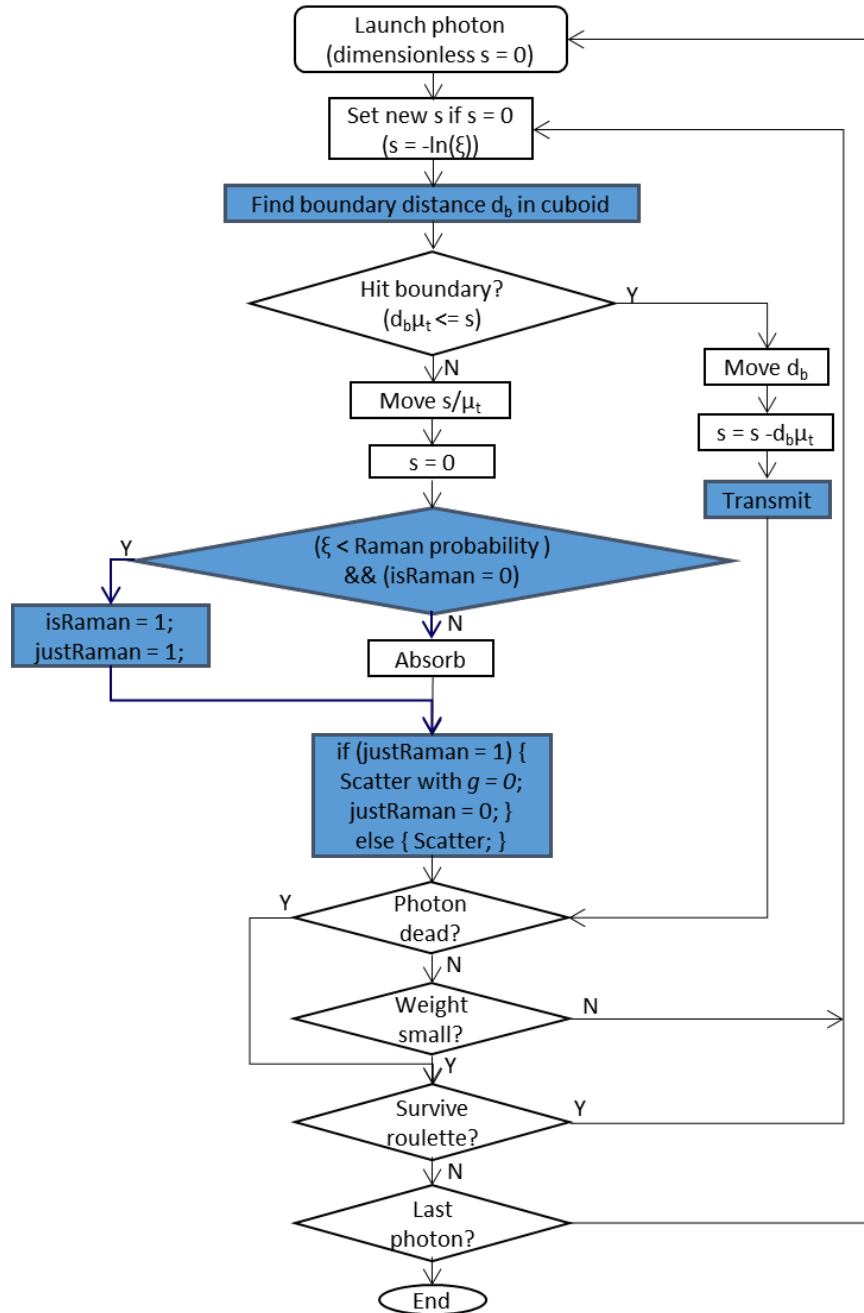 Launch photon
(dimensionless s = 0)
Set new s if s = 0
(s = -ln(ξ))
Find boundary distance d_b in cuboid
Hit boundary?
(d_bμ_t <= s)
Y
N
Move d_b
Move s/μ_t
s = s -d_bμ_t
s = 0
Transmit
(ξ < Raman probability )
&& (isRaman = 0)
Y
N
isRaman = 1;
justRaman = 1;
Absorb
if (justRaman = 1) {
Scatter with g = 0;
justRaman = 0; }
else { Scatter; }
Photon
dead?
Y
N
Weight
small?
N
Y
Survive
roulette?
Y
N
Last
photon?
End